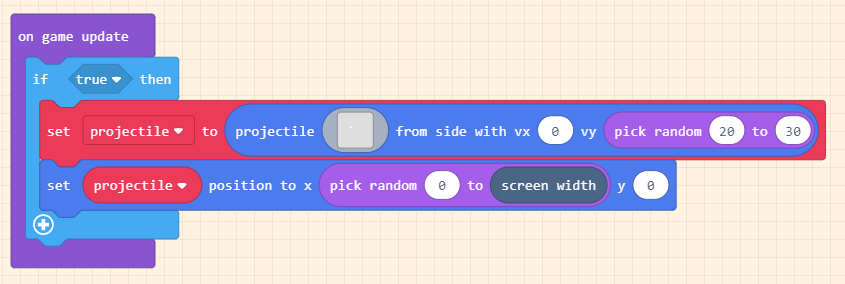 on game update
if true then
set projectile to projectile from side with vx 0 vy pick random 20 to 30
set projectile position to x pick random 0 to screen width y 0